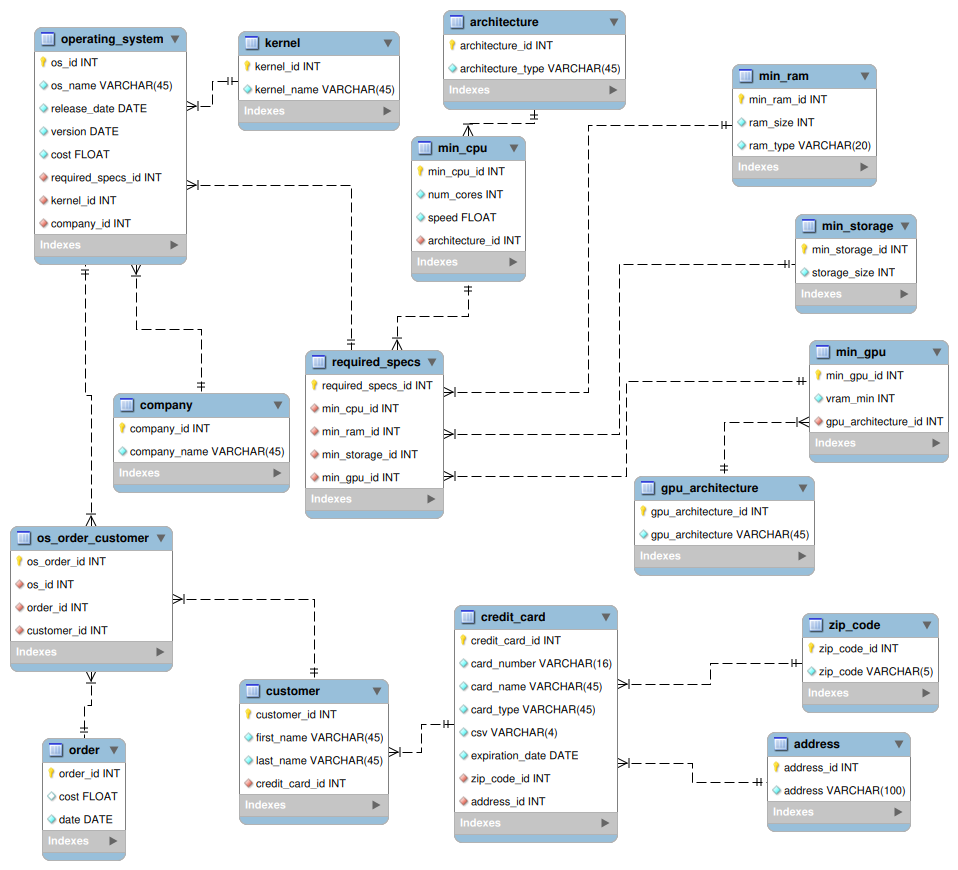 operating_system
os_id INT
os_name VARCHAR(45)
release_date DATE
version DATE
cost FLOAT
required_specs_id INT
kernel_id INT
company_id INT
Indexes
kernel
kernel_id INT
kernel_name VARCHAR(45)
Indexes
architecture
architecture_id INT
architecture_type VARCHAR(45)
Indexes
min_ram
min_ram_id INT
ram_size INT
ram_type VARCHAR(20)
Indexes
min_cpu
min_cpu_id INT
num_cores INT
speed FLOAT
architecture_id INT
Indexes
min_storage
min_storage_id INT
storage_size INT
Indexes
required_specs
required_specs_id INT
min_cpu_id INT
min_ram_id INT
min_storage_id INT
min_gpu_id INT
Indexes
min_gpu
min_gpu_id INT
vram_min INT
gpu_architecture_id INT
Indexes
company
company_id INT
company_name VARCHAR(45)
Indexes
gpu_architecture
gpu_architecture_id INT
gpu_architecture VARCHAR(45)
Indexes
os_order_customer
os_order_id INT
os_id INT
order_id INT
customer_id INT
Indexes
customer
customer_id INT
first_name VARCHAR(45)
last_name VARCHAR(45)
credit_card_id INT
Indexes
credit_card
credit_card_id INT
card_number VARCHAR(16)
card_name VARCHAR(45)
card_type VARCHAR(45)
csv VARCHAR(4)
expiration_date DATE
zip_code_id INT
address_id INT
Indexes
zip_code
zip_code_id INT
zip_code VARCHAR(5)
Indexes
order
order_id INT
cost FLOAT
date DATE
Indexes
address
address_id INT
address VARCHAR(100)
Indexes